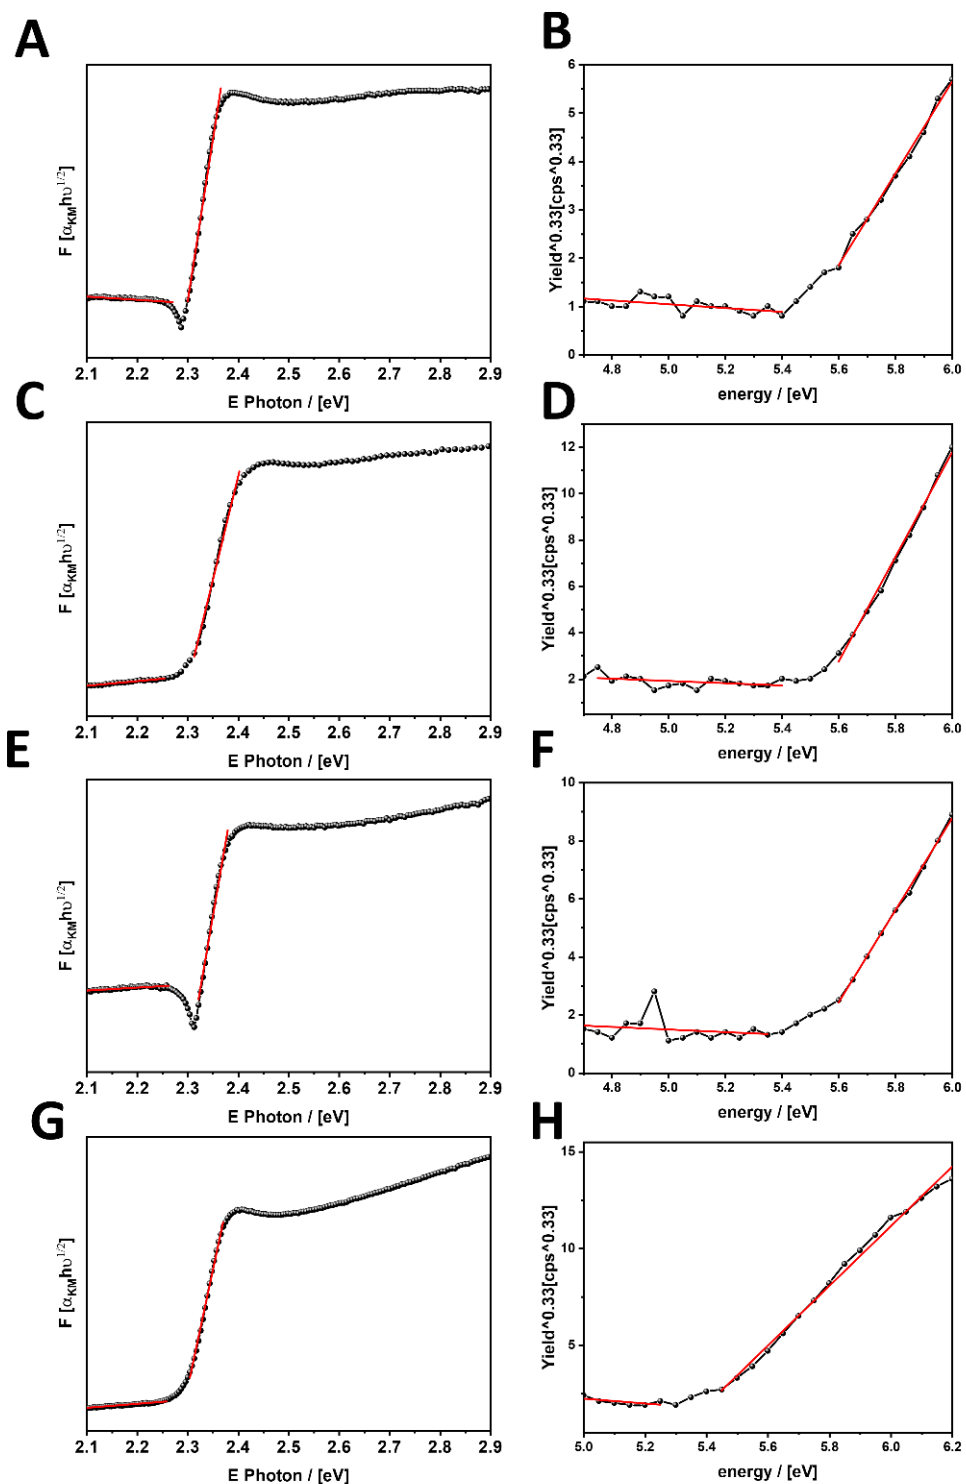 A
F [αKMhυ1/2]
2.1 2.2 2.3 2.4 2.5 2.6 2.7 2.8 2.9
E Photon / [eV]
B
Yield^0.33[cps^0.33]
6
5
4
3
2
1
0
4.8 5.0 5.2 5.4 5.6 5.8 6.0
energy / [eV]
C
F [αKMhυ1/2]
2.1 2.2 2.3 2.4 2.5 2.6 2.7 2.8 2.9
E Photon / [eV]
D
Yield^0.33[cps^0.33]
12
10
8
6
4
2
4.8 5.0 5.2 5.4 5.6 5.8 6.0
energy / [eV]
E
F [αKMhυ1/2]
2.1 2.2 2.3 2.4 2.5 2.6 2.7 2.8 2.9
E Photon / [eV]
F
Yield^0.33[cps^0.33]
10
8
6
4
2
0
4.8 5.0 5.2 5.4 5.6 5.8 6.0
energy / [eV]
G
F [αKMhυ1/2]
2.1 2.2 2.3 2.4 2.5 2.6 2.7 2.8 2.9
E Photon / [eV]
H
Yield^0.33[cps^0.33]
15
10
5
5.0 5.2 5.4 5.6 5.8 6.0 6.2
energy / [eV]